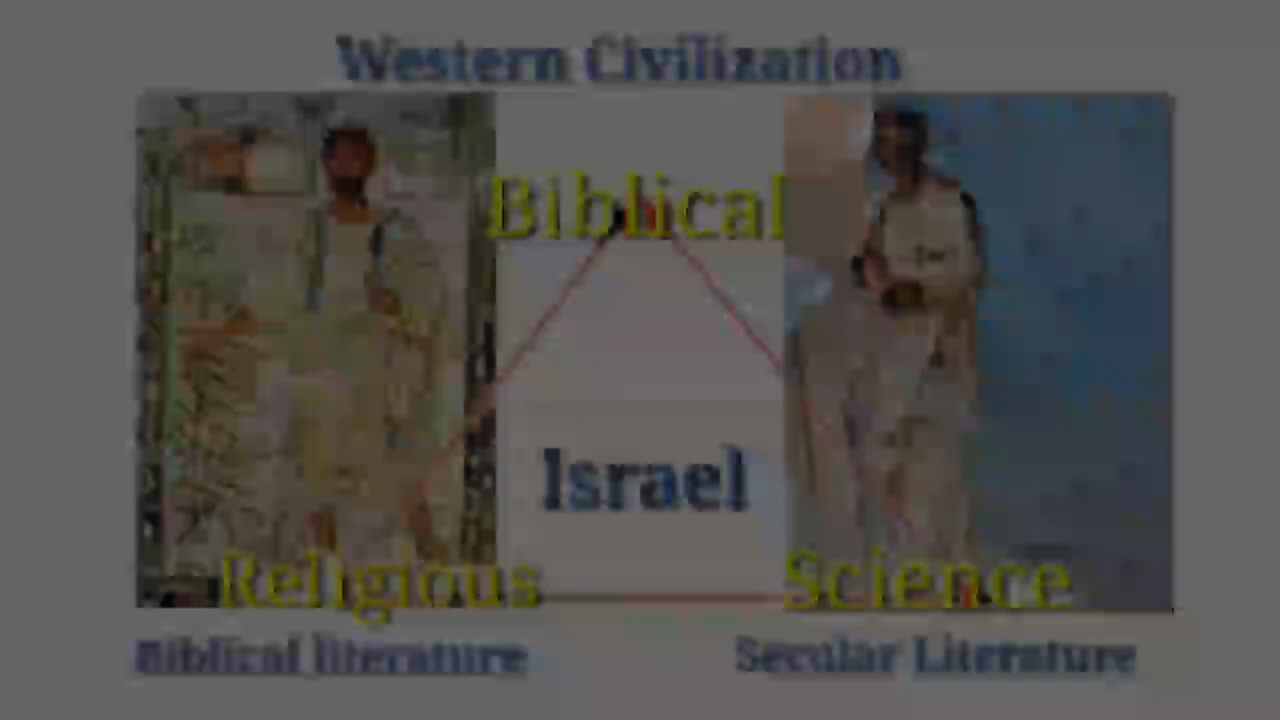 Western Civilization
Biblical
Israel
Religious
Science
Biblical literature
Secular Literature